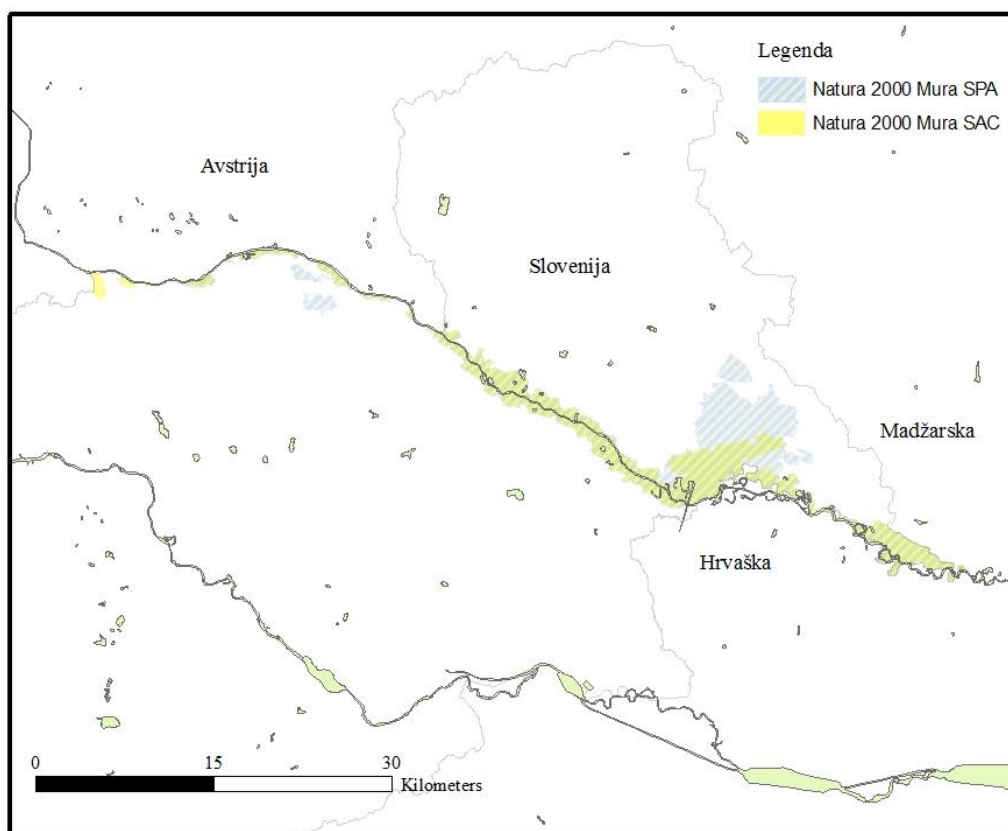 Legenda
Natura 2000 Mura SPA
Natura 2000 Mura SAC
Avstrija
Slovenija
Madžarska
Hrvaška
0 15 30
Kilometers